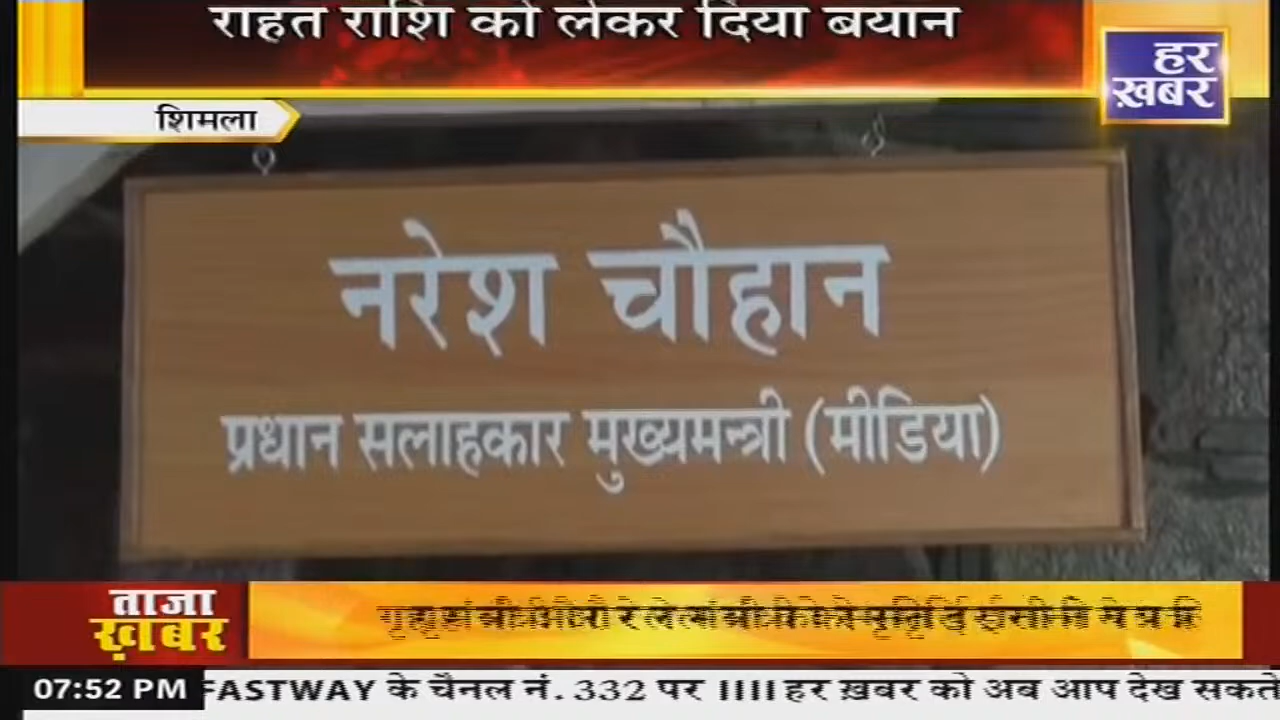 राहत राशि को लेकर दिया बयान
हर
ख़बर
शिमला
नरेश चौहान
प्रधान सलाहकार मुख्यमन्त्री (मीडिया)
ताजा
ख़बर
07:52 PM
FASTWAY के चैनल नं. 332 पर IIII हर ख़बर को अब आप देख सकते